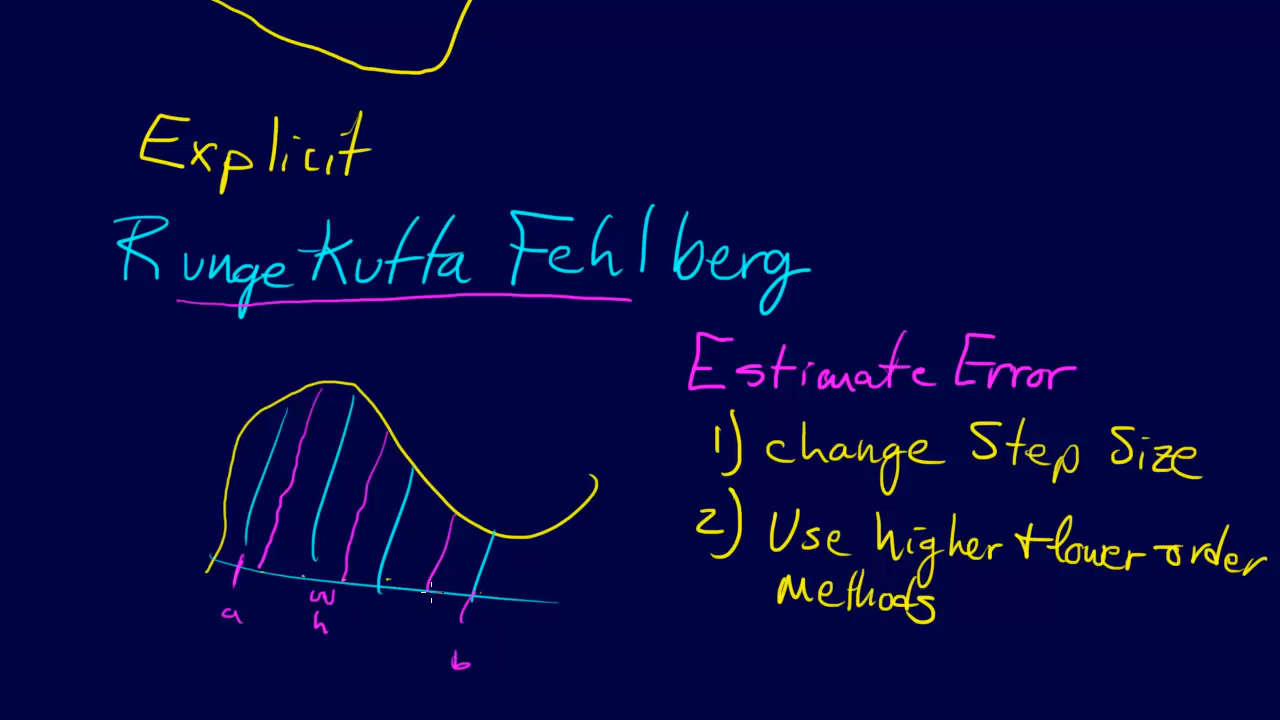 Explicit
Runge Kutta Fehlberg
Estimate Error
1) change Step Size
2) Use higher + lower order
methods
a
h
b